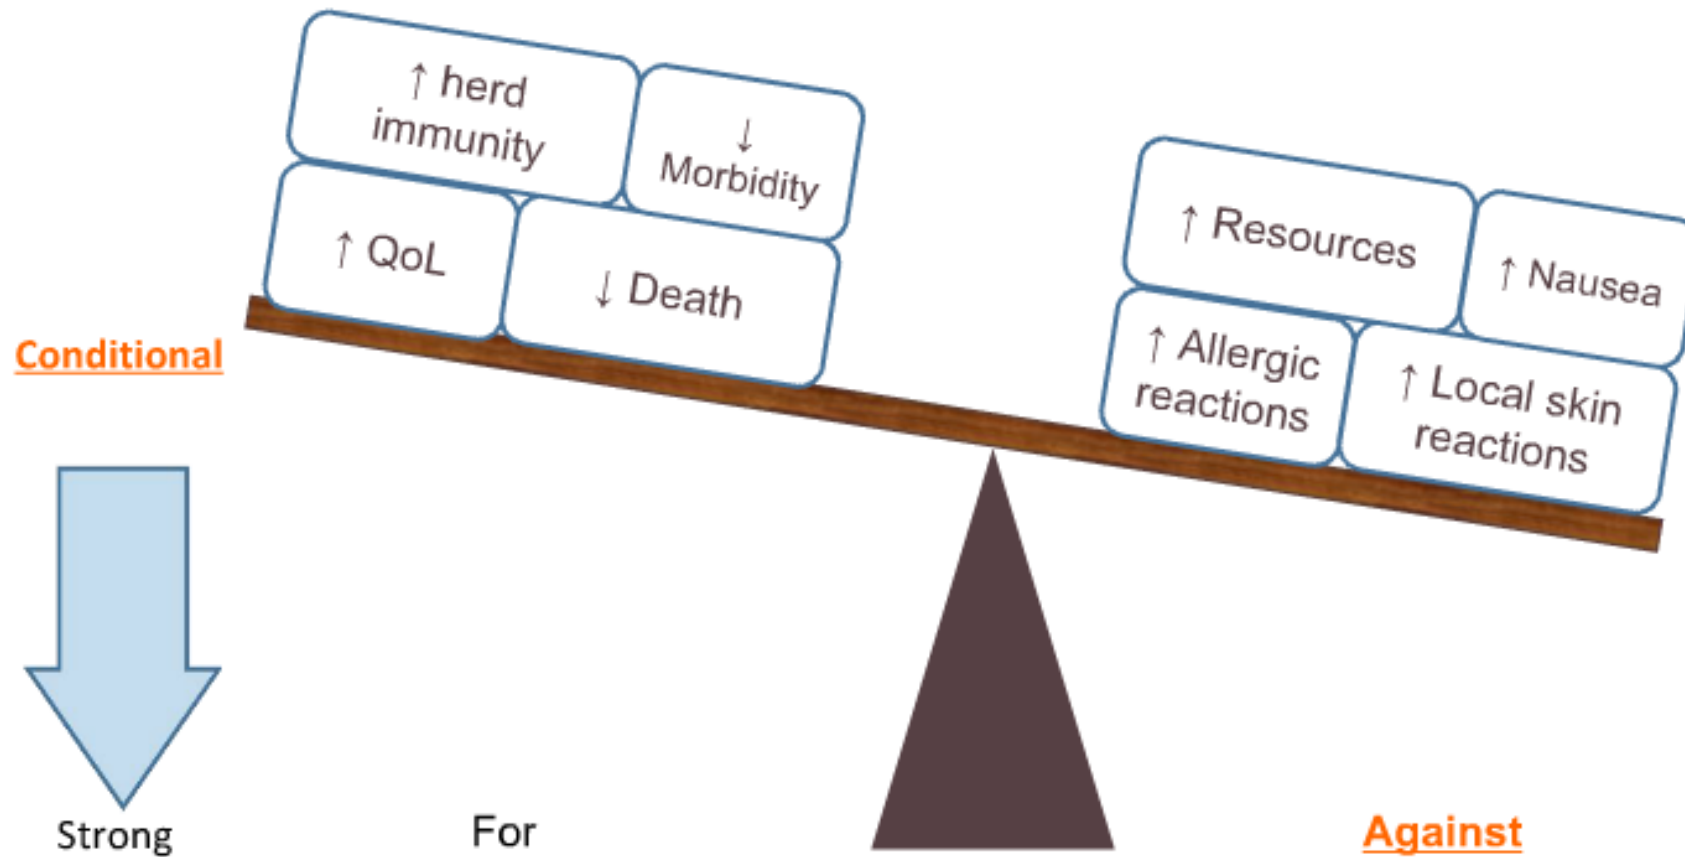 ↑ herd
immunity
↓
Morbidity
↑ QoL
↓ Death
↑ Resources
↑ Nausea
↑ Allergic
reactions
↑ Local skin
reactions
Conditional
Strong
For
Against